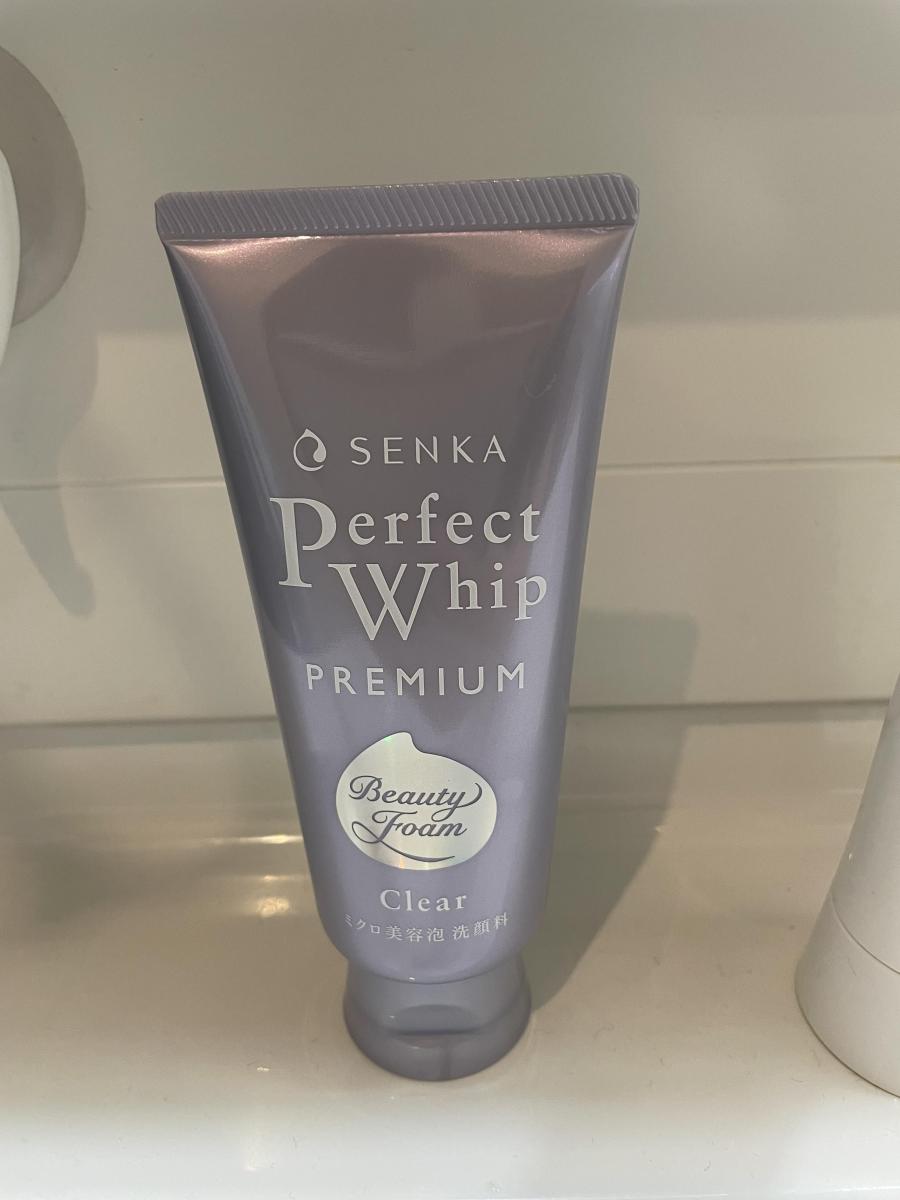 SENKA
Perfect
Whip
PREMIUM
Beauty
Foam
Clear
ミクロ美容泡 洗顔料